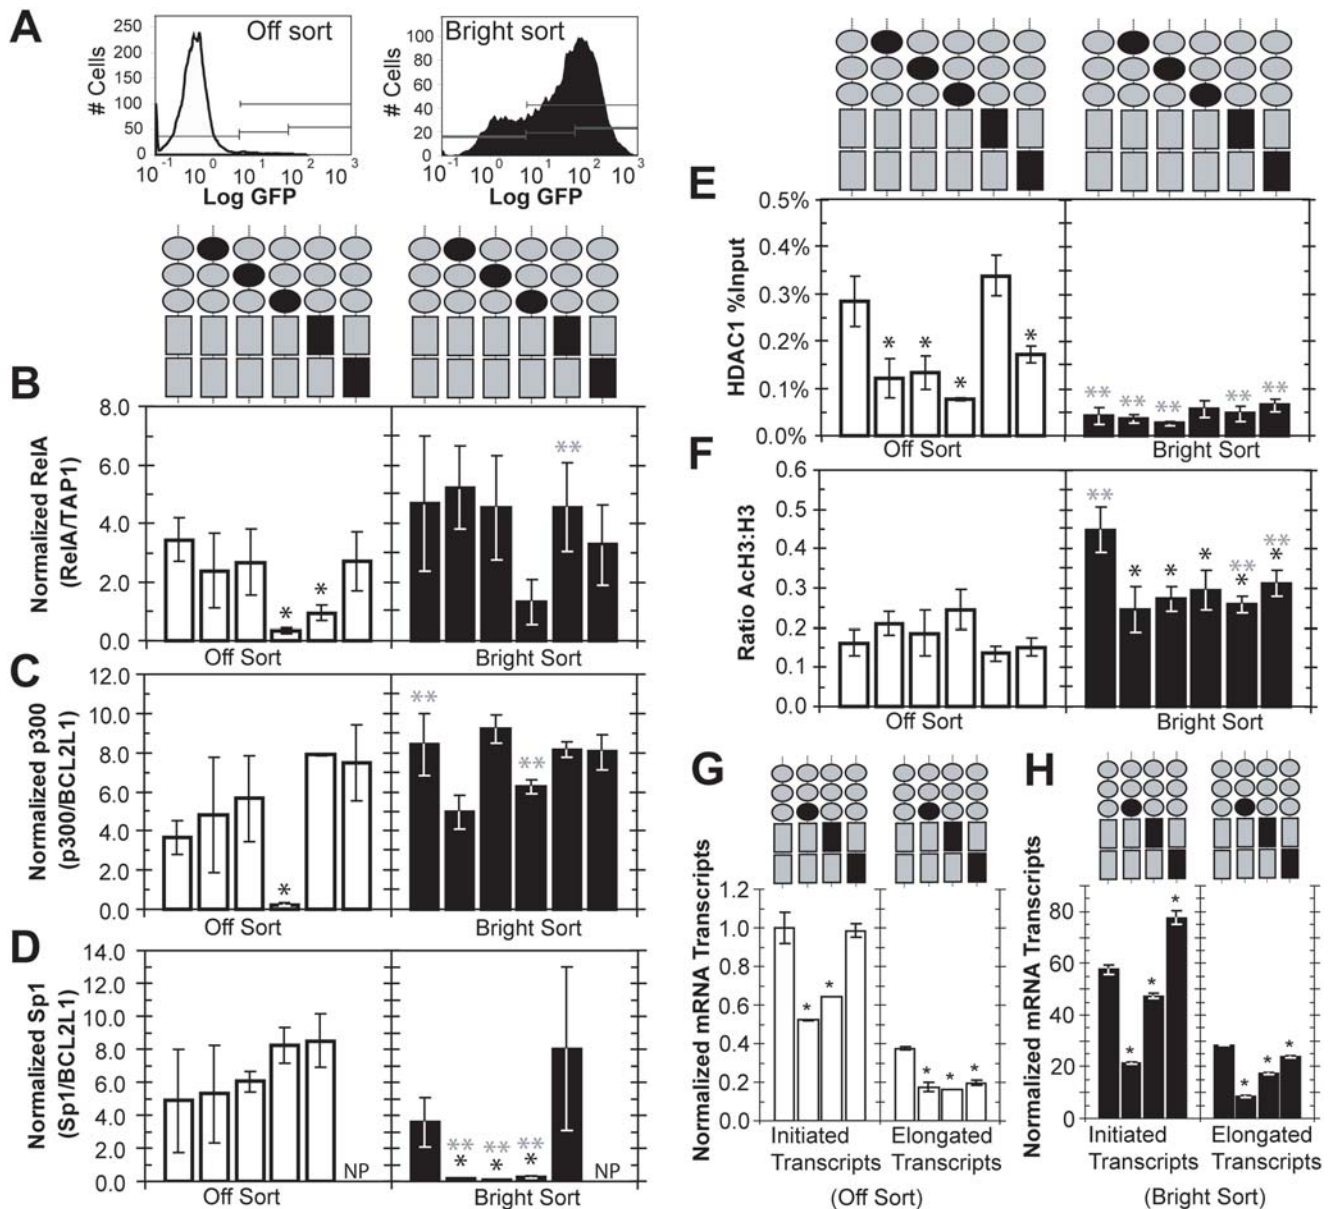 A
Off sort
# Cells
250
200
150
100
50
0
10^-1 10^0 10^1 10^2 10^3
Log GFP
Bright sort
# Cells
100
80
60
40
20
0
10^-1 10^0 10^1 10^2 10^3
Log GFP
B
Normalized RelA
(RelA/TAP1)
8.0
6.0
4.0
2.0
0.0
* *
**
Off Sort
Bright Sort
C
Normalized p300
(p300/BCL2L1)
12.0
10.0
8.0
6.0
4.0
2.0
0.0
*
** **
Off Sort
Bright Sort
D
Normalized Sp1
(Sp1/BCL2L1)
14.0
12.0
10.0
8.0
6.0
4.0
2.0
0.0
NP
** ** **
* * *
NP
Off Sort
Bright Sort
E
HDAC1 %Input
0.5%
0.4%
0.3%
0.2%
0.1%
0.0%
* * * *
** ** ** ** **
Off Sort
Bright Sort
F
Ratio AcH3:H3
0.6
0.5
0.4
0.3
0.2
0.1
0.0
** ** **
* * * * *
Off Sort
Bright Sort
G
Normalized mRNA Transcripts
1.2
1.0
0.8
0.6
0.4
0.2
0.0
* *
* * *
Initiated
Transcripts
Elongated
Transcripts
(Off Sort)
H
Normalized mRNA Transcripts
80
60
40
20
0
* * *
* * *
Initiated
Transcripts
Elongated
Transcripts
(Bright Sort)